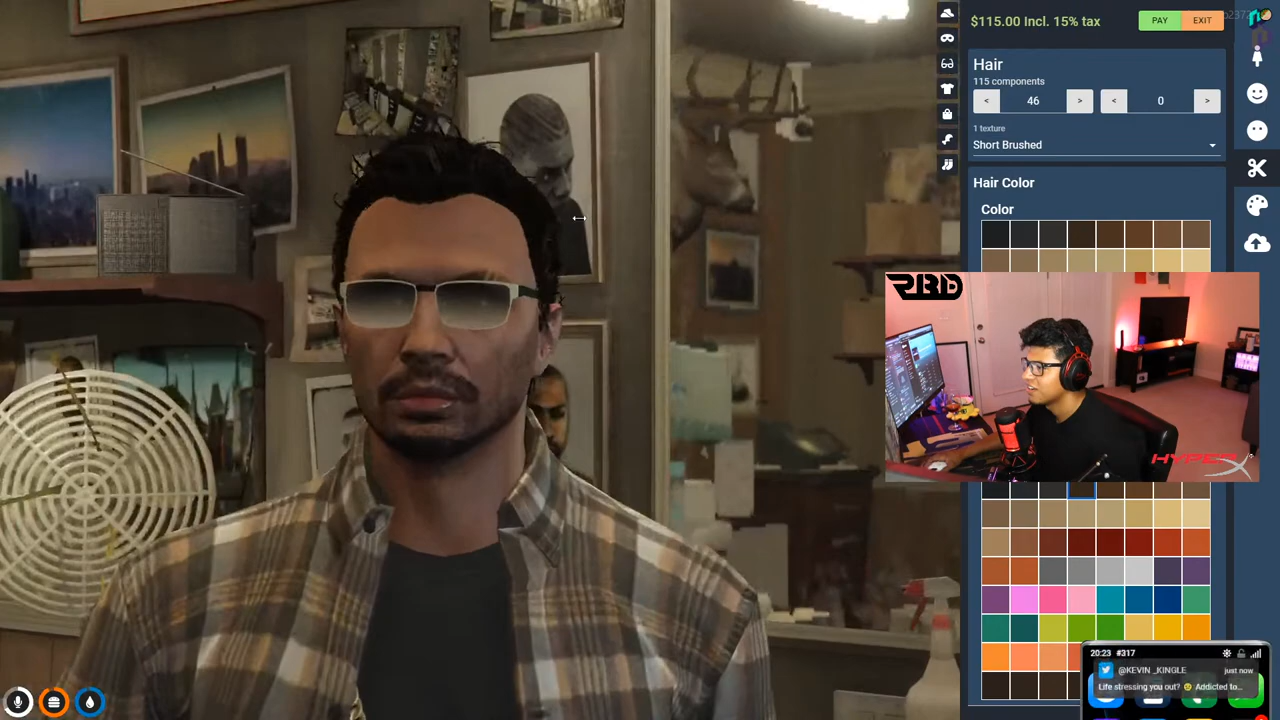 $115.00 Incl. 15% tax
PAY
EXIT
Hair
115 components
<
46
>
<
0
>
1 texture
Short Brushed
Hair Color
Color
RBD
HYPERX
20:23 #317
@KEVIN_KINGLE
just now
Life stressing you out? 😢 Addicted to...